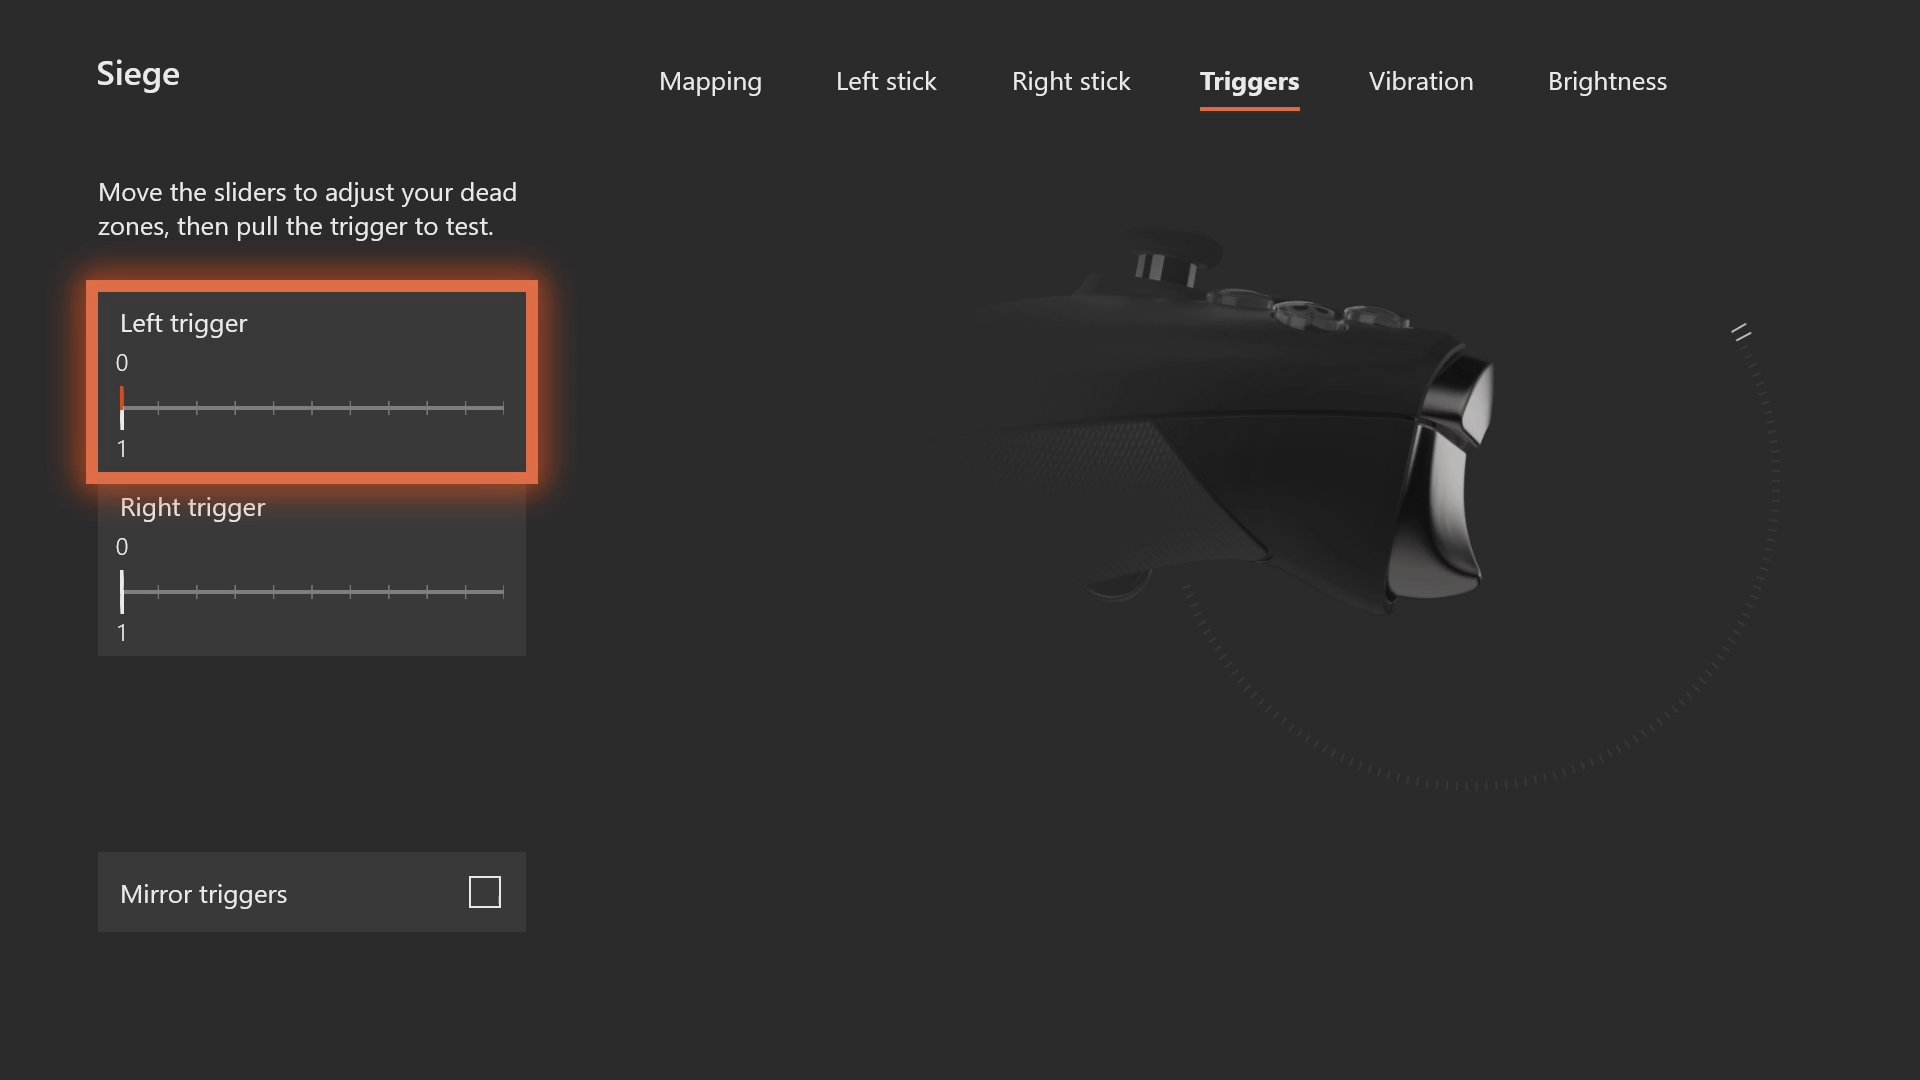 Siege
Mapping
Left stick
Right stick
Triggers
Vibration
Brightness
Move the sliders to adjust your dead
zones, then pull the trigger to test.
Left trigger
0
1
Right trigger
0
1
Mirror triggers